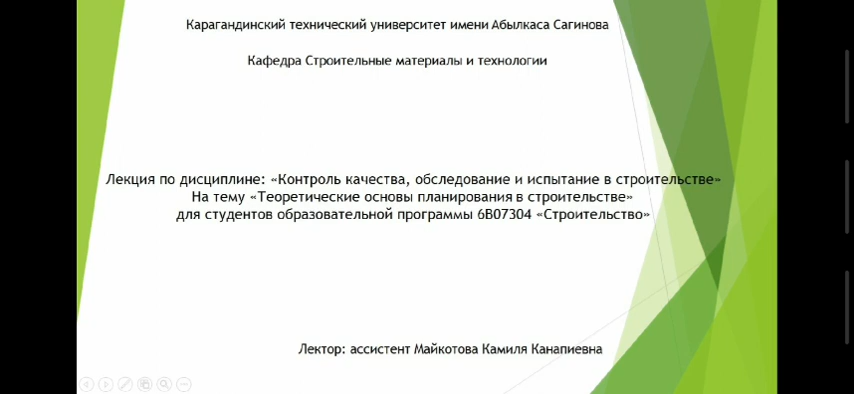 Карагандинский технический университет имени Абылкаса Сагинова
Кафедра Строительные материалы и технологии
Лекция по дисциплине: «Контроль качества, обследование и испытание в строительстве»
На тему «Теоретические основы планирования в строительстве»
для студентов образовательной программы 6В07304 «Строительство»
Лектор: ассистент Майкотова Камиля Канапиевна